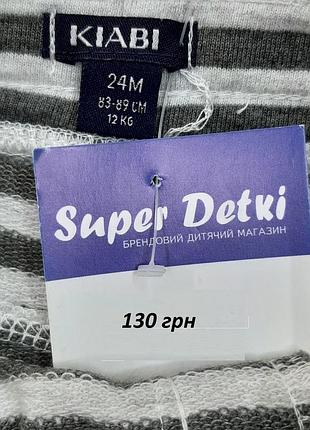 KIABI
24M
83-89 CM
12 KG
Super Detki
БРЕНДОВИЙ ДИТЯЧИЙ МАГАЗИН
130 грн